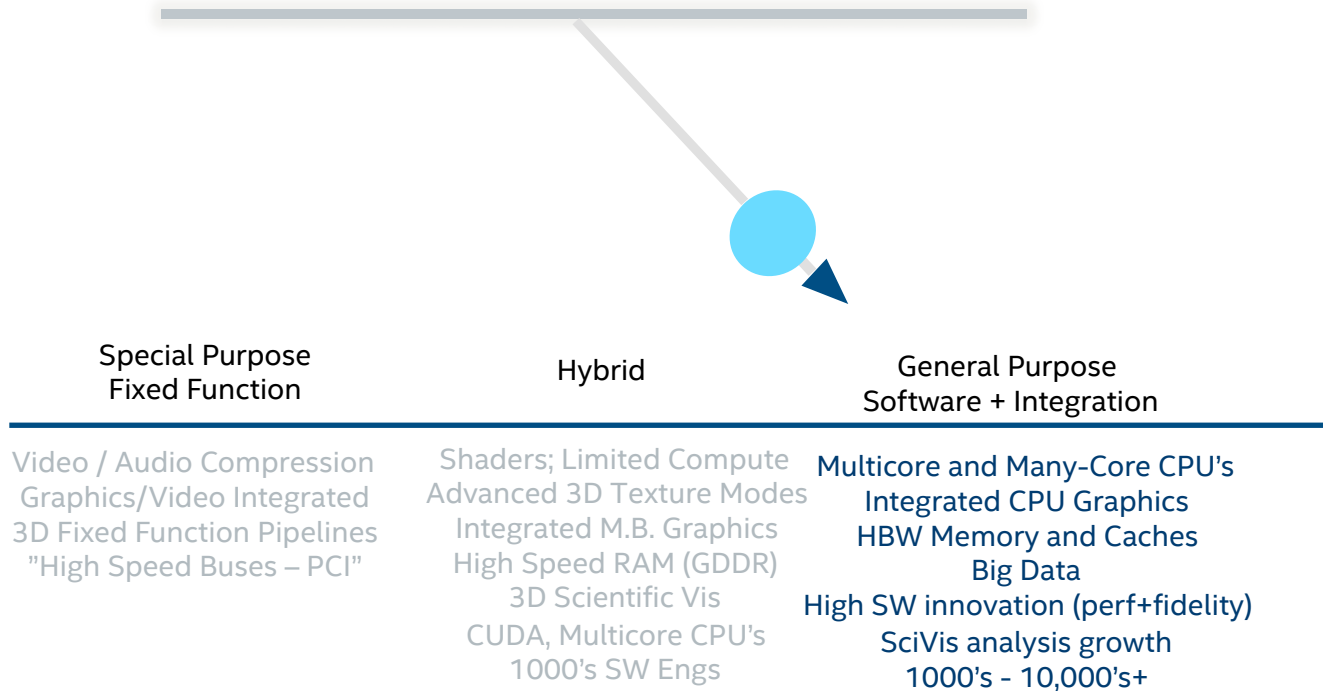 Special Purpose
Fixed Function
Hybrid
General Purpose
Software + Integration
Video / Audio Compression
Graphics/Video Integrated
3D Fixed Function Pipelines
”High Speed Buses – PCI”
Shaders; Limited Compute
Advanced 3D Texture Modes
Integrated M.B. Graphics
High Speed RAM (GDDR)
3D Scientific Vis
CUDA, Multicore CPU’s
1000’s SW Engs
Multicore and Many-Core CPU’s
Integrated CPU Graphics
HBW Memory and Caches
Big Data
High SW innovation (perf+fidelity)
SciVis analysis growth
1000’s - 10,000’s+